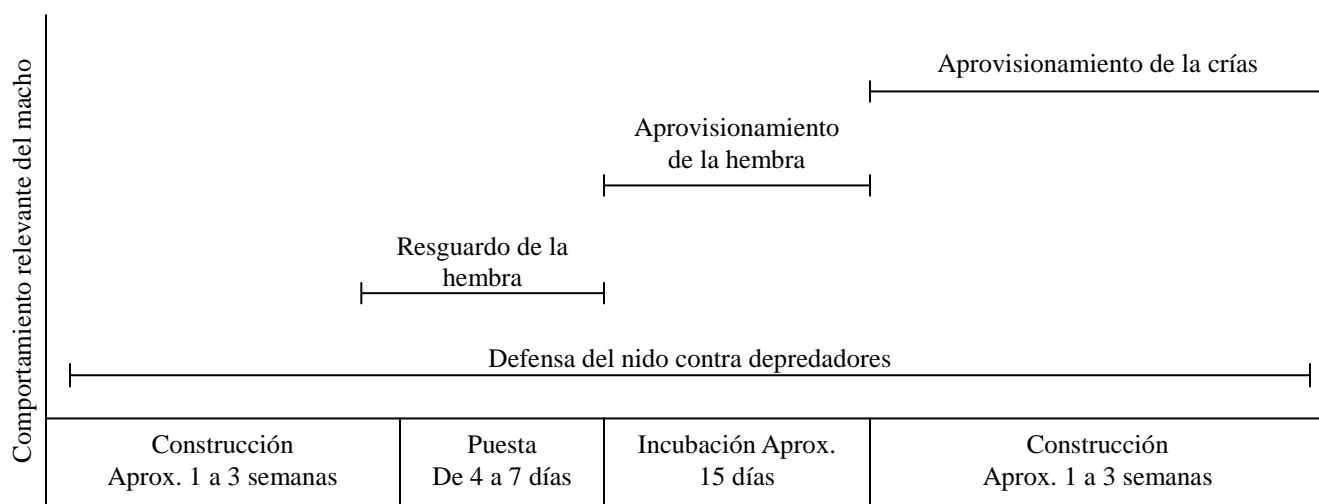 Comportamiento relevante del macho
Aprovisionamiento de la crías
Aprovisionamiento
de la hembra
Resguardo de la
hembra
Defensa del nido contra depredadores
Construcción
Aprox. 1 a 3 semanas
Puesta
De 4 a 7 días
Incubación Aprox.
15 días
Construcción
Aprox. 1 a 3 semanas